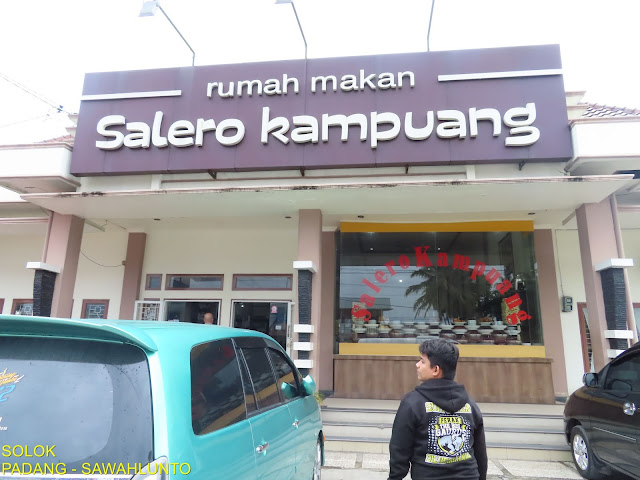 rumah makan
Salero kampuang
Salero Kampuang
SOLOK
PADANG - SAWAHLUNTO